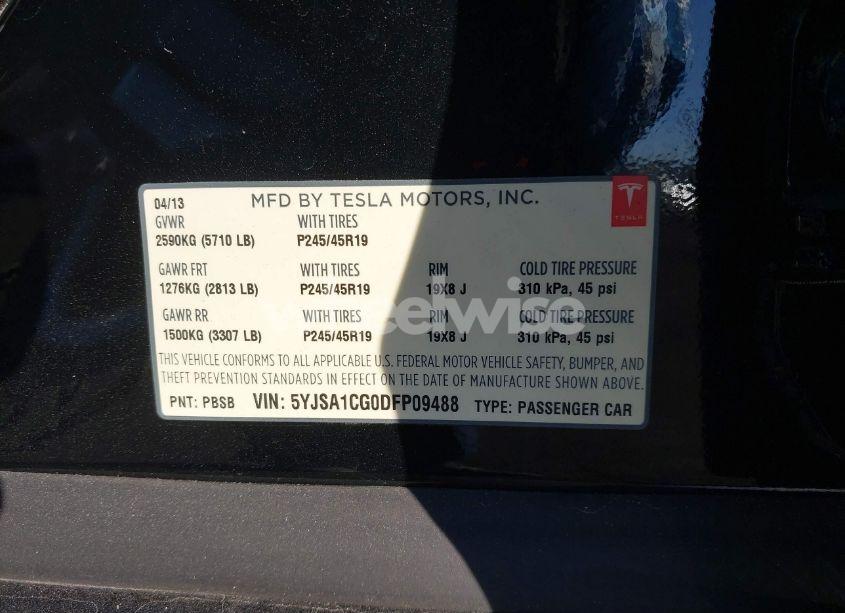 04/13 MFD BY TESLA MOTORS, INC.
TESLA
GVWR WITH TIRES
2590KG (5710 LB) P245/45R19
GAWR FRT WITH TIRES RIM COLD TIRE PRESSURE
1276KG (2813 LB) P245/45R19 19X8 J 310 kPa, 45 psi
GAWR RR WITH TIRES RIM COLD TIRE PRESSURE
1500KG (3307 LB) P245/45R19 19X8 J 310 kPa, 45 psi
wheelwise
THIS VEHICLE CONFORMS TO ALL APPLICABLE U.S. FEDERAL MOTOR VEHICLE SAFETY, BUMPER, AND
THEFT PREVENTION STANDARDS IN EFFECT ON THE DATE OF MANUFACTURE SHOWN ABOVE.
PNT: PBSB VIN: 5YJSA1CG0DFP09488 TYPE: PASSENGER CAR